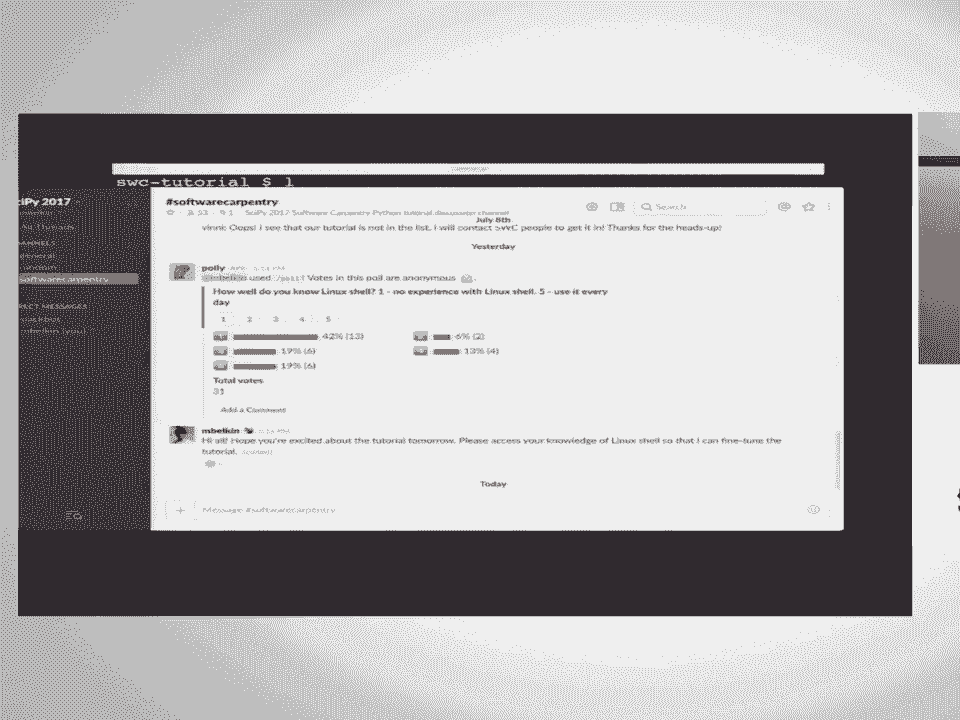 swc-tutorial $ l
SciPy 2017
#softwarecarpentry
53 1 SciPy 2017 Software Carpentry Python tutorial discussion channel
Search
July 8th
vinni: Oops! I see that our tutorial is not in the list. I will contact SWC people to get it in! Thanks for the heads-up!
Yesterday
All Threads
CHANNELS
general
random
softwarecarpentry
DIRECT MESSAGES
slackbot
mbelkin (you)
polly APP
mbelkin used /poll! Votes in this poll are anonymous
How well do you know Linux shell? 1 - no experience with Linux shell. 5 - use it every
day
1 2 3 4 5
42% (13) 6% (2)
19% (6) 13% (4)
19% (6)
Total votes
31
Add a Comment
mbelkin
Hi all! Hope you're excited about the tutorial tomorrow. Please access your knowledge of Linux shell so that I can fine-tune the
tutorial. (edited)
Today
Message #softwarecarpentry